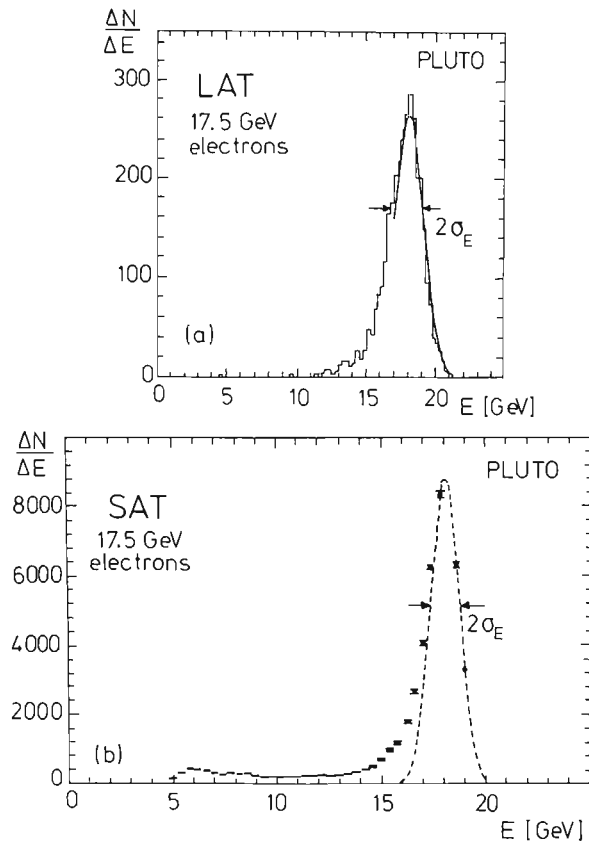 ΔN
ΔE
PLUTO
300
LAT
17.5 GeV
electrons
200
2σE
100
(a)
0
0
5
10
15
20
E [GeV]
ΔN
ΔE
PLUTO
8000
SAT
17.5 GeV
electrons
6000
2σE
4000
2000
(b)
0
0
5
10
15
20
E [GeV]